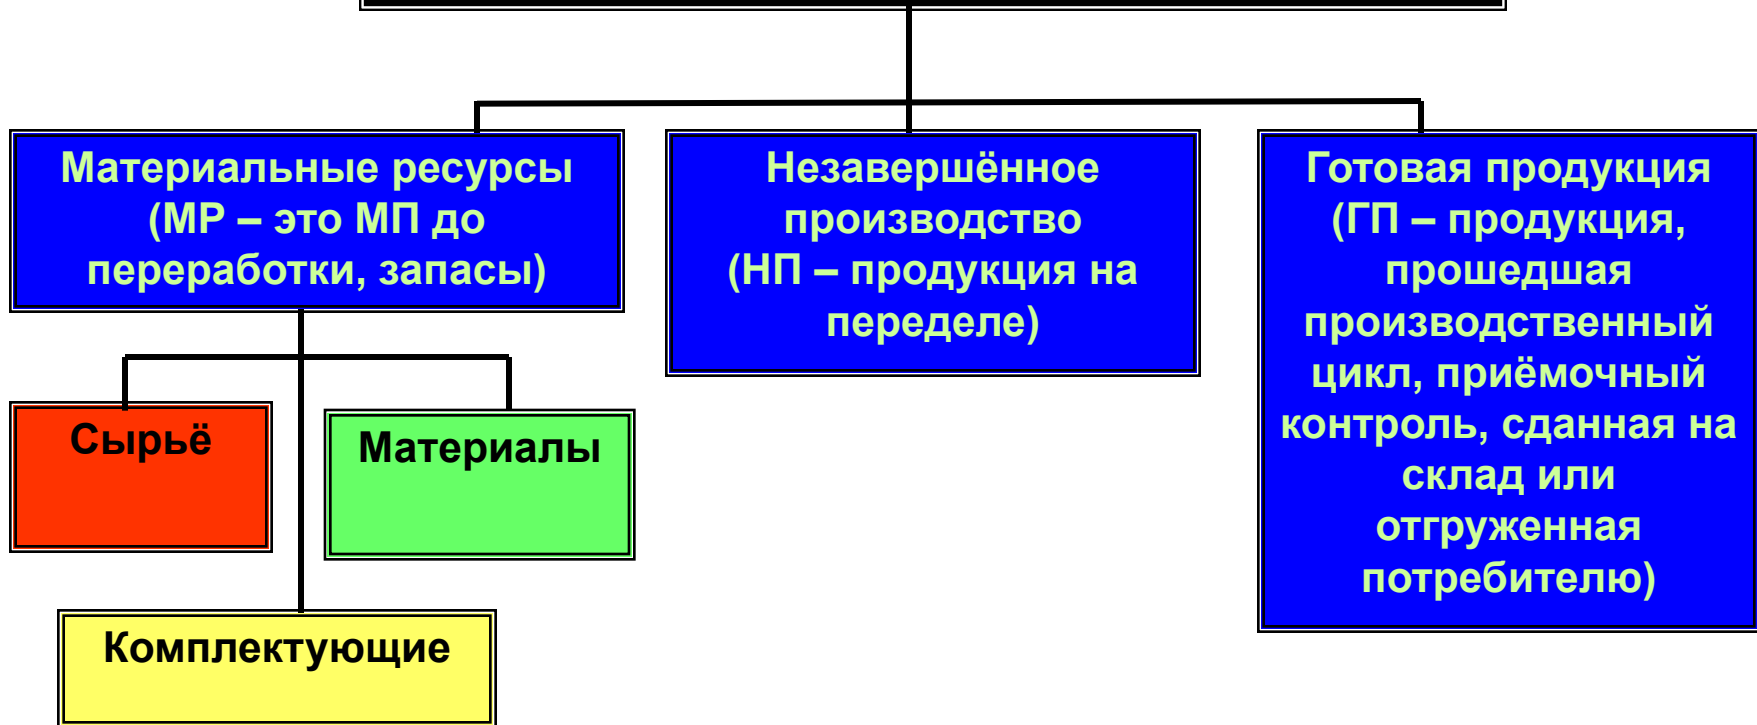 Материальные ресурсы
(МР – это МП до
переработки, запасы)
Незавершённое
производство
(НП – продукция на
переделе)
Готовая продукция
(ГП – продукция,
прошедшая
производственный
цикл, приёмочный
контроль, сданная на
склад или
отгруженная
потребителю)
Сырьё
Материалы
Комплектующие